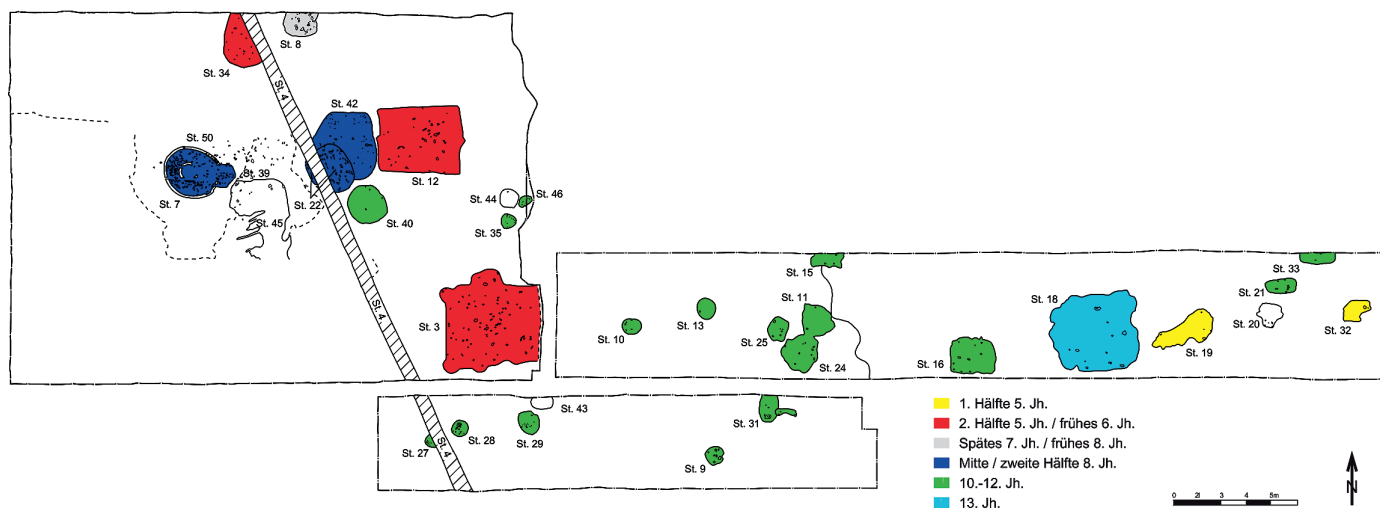 St. 8
St. 34
St. 4
St. 42
St. 50
St. 39
St. 12
St. 7
St. 22
St. 45
St. 40
St. 44
St. 46
St. 35
St. 4
St. 3
St. 15
St. 33
St. 21
St. 11
St. 18
St. 13
St. 10
St. 25
St. 20
St. 32
St. 19
St. 24
St. 16
St. 43
St. 28
St. 29
St. 31
St. 27
St. 4
St. 9
1. Hälfte 5. Jh.
2. Hälfte 5. Jh. / frühes 6. Jh.
Spätes 7. Jh. / frühes 8. Jh.
Mitte / zweite Hälfte 8. Jh.
10.-12. Jh.
13. Jh.
0 2l 3 4 5m
N